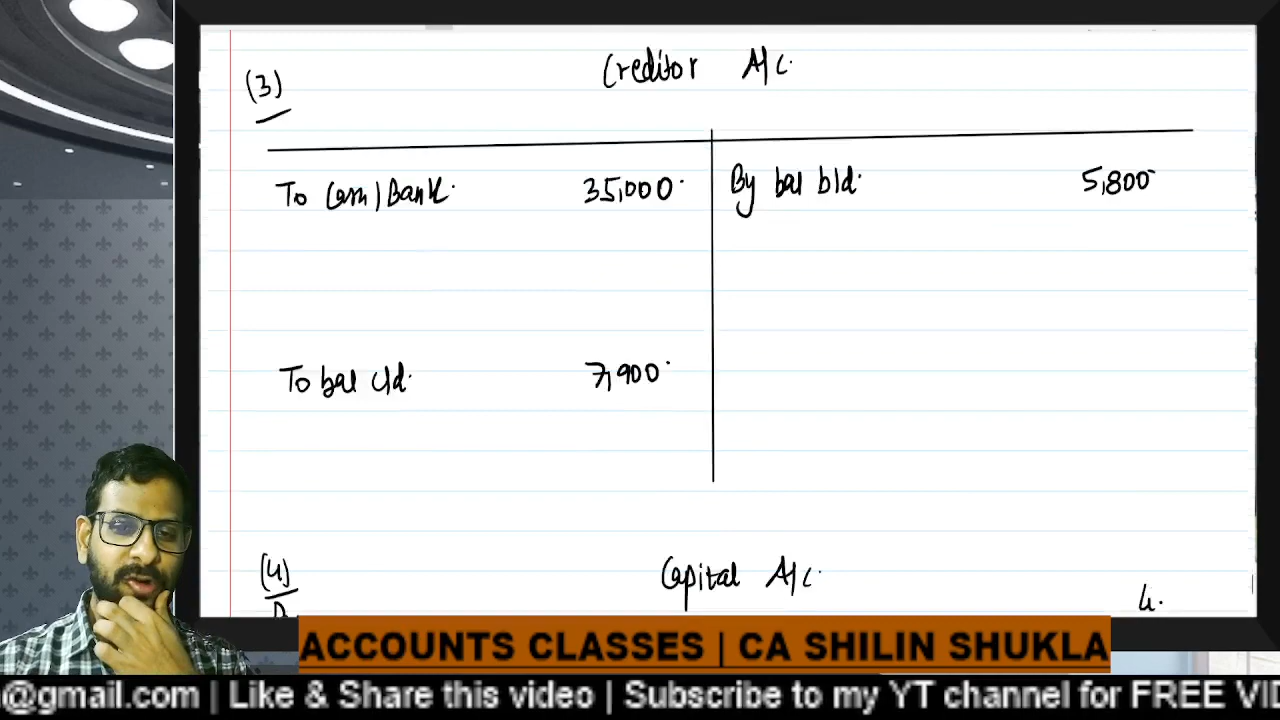 (3)
Creditor A/c.
To Cash/Bank. 35,000. By bal b/d. 5,800
To bal c/d. 7,900.
(4)
Capital A/c.
ACCOUNTS CLASSES | CA SHILIN SHUKLA
@gmail.com | Like & Share this video | Subscribe to my YT channel for FREE VID